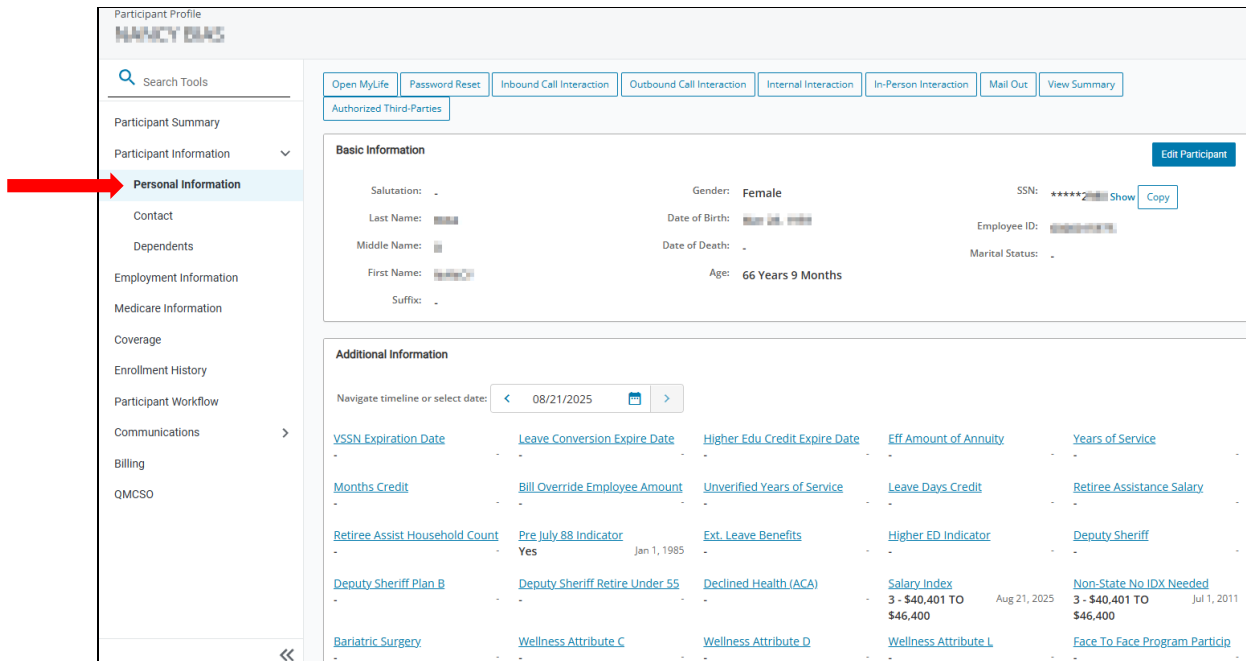 Participant Profile
Search Tools
Participant Summary
Participant Information
Personal Information
Contact
Dependents
Employment Information
Medicare Information
Coverage
Enrollment History
Participant Workflow
Communications
Billing
QMCSO
Open MyLife Password Reset Inbound Call Interaction Outbound Call Interaction Internal Interaction In-Person Interaction Mail Out View Summary
Authorized Third-Parties
Basic Information Edit Participant
Salutation: - Gender: Female SSN: *****2 Show Copy
Last Name: Date of Birth: Employee ID:
Middle Name: Date of Death: - Marital Status: -
First Name: Age: 66 Years 9 Months
Suffix: -
Additional Information
Navigate timeline or select date: < 08/21/2025 >
VSSN Expiration Date Leave Conversion Expire Date Higher Edu Credit Expire Date Eff Amount of Annuity Years of Service
- - - - - - - - - -
Months Credit Bill Override Employee Amount Unverified Years of Service Leave Days Credit Retiree Assistance Salary
- - - - - - - - - -
Retiree Assist Household Count Pre July 88 Indicator Ext. Leave Benefits Higher ED Indicator Deputy Sheriff
- - Yes Jan 1, 1985 - - - - - -
Deputy Sheriff Plan B Deputy Sheriff Retire Under 55 Declined Health (ACA) Salary Index Non-State No IDX Needed
- - - - - - 3 - $40,401 TO Aug 21, 2025 3 - $40,401 TO Jul 1, 2011
$46,400 $46,400
Bariatric Surgery Wellness Attribute C Wellness Attribute D Wellness Attribute L Face To Face Program Particip
- - - - - - - - - -